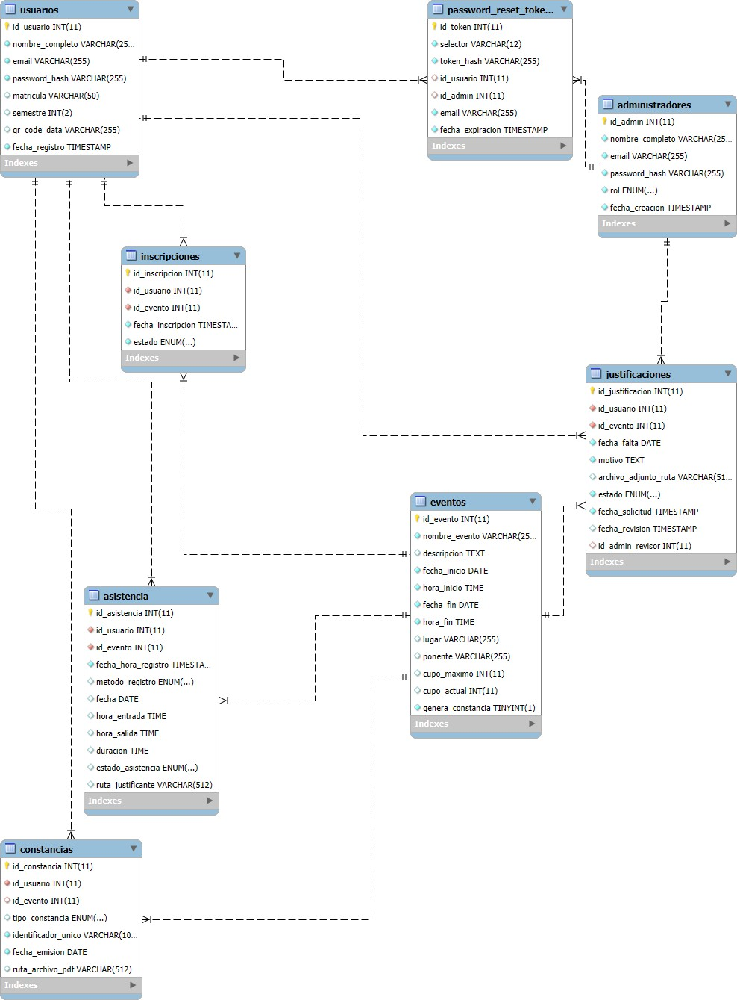 usuarios
id_usuario INT(11)
nombre_completo VARCHAR(25...
email VARCHAR(255)
password_hash VARCHAR(255)
matricula VARCHAR(50)
semestre INT(2)
qr_code_data VARCHAR(255)
fecha_registro TIMESTAMP
Indexes
password_reset_toke...
id_token INT(11)
selector VARCHAR(12)
token_hash VARCHAR(255)
id_usuario INT(11)
id_admin INT(11)
email VARCHAR(255)
fecha_expiracion TIMESTAMP
Indexes
administradores
id_admin INT(11)
nombre_completo VARCHAR(25...
email VARCHAR(255)
password_hash VARCHAR(255)
rol ENUM(...)
fecha_creacion TIMESTAMP
Indexes
inscripciones
id_inscripcion INT(11)
id_usuario INT(11)
id_evento INT(11)
fecha_inscripcion TIMESTA...
estado ENUM(...)
Indexes
justificaciones
id_justificacion INT(11)
id_usuario INT(11)
id_evento INT(11)
fecha_falta DATE
motivo TEXT
archivo_adjunto_ruta VARCHAR(51...
estado ENUM(...)
fecha_solicitud TIMESTAMP
fecha_revision TIMESTAMP
id_admin_revisor INT(11)
Indexes
eventos
id_evento INT(11)
nombre_evento VARCHAR(25...
descripcion TEXT
fecha_inicio DATE
hora_inicio TIME
fecha_fin DATE
hora_fin TIME
lugar VARCHAR(255)
ponente VARCHAR(255)
cupo_maximo INT(11)
cupo_actual INT(11)
genera_constancia TINYINT(1)
Indexes
asistencia
id_asistencia INT(11)
id_usuario INT(11)
id_evento INT(11)
fecha_hora_registro TIMESTA...
metodo_registro ENUM(...)
fecha DATE
hora_entrada TIME
hora_salida TIME
duracion TIME
estado_asistencia ENUM(...)
ruta_justificante VARCHAR(512)
Indexes
constancias
id_constancia INT(11)
id_usuario INT(11)
id_evento INT(11)
tipo_constancia ENUM(...)
identificador_unico VARCHAR(10...
fecha_emision DATE
ruta_archivo_pdf VARCHAR(512)
Indexes